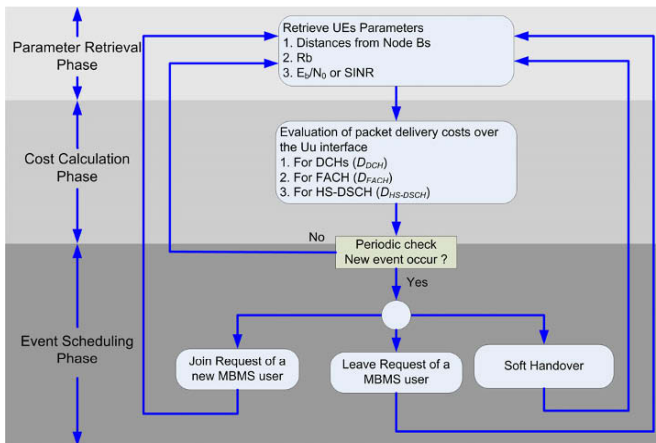 Parameter Retrieval
Phase
Retrieve UEs Parameters
1. Distances from Node Bs
2. Rb
3. Eb/N0 or SINR
Cost Calculation
Phase
Evaluation of packet delivery costs over
the Uu interface
1. For DCHs (DDCH)
2. For FACH (DFACH)
3. For HS-DSCH (DHS-DSCH)
No
Periodic check
New event occur ?
Yes
Event Scheduling
Phase
Join Request of a
new MBMS user
Leave Request of a
MBMS user
Soft Handover